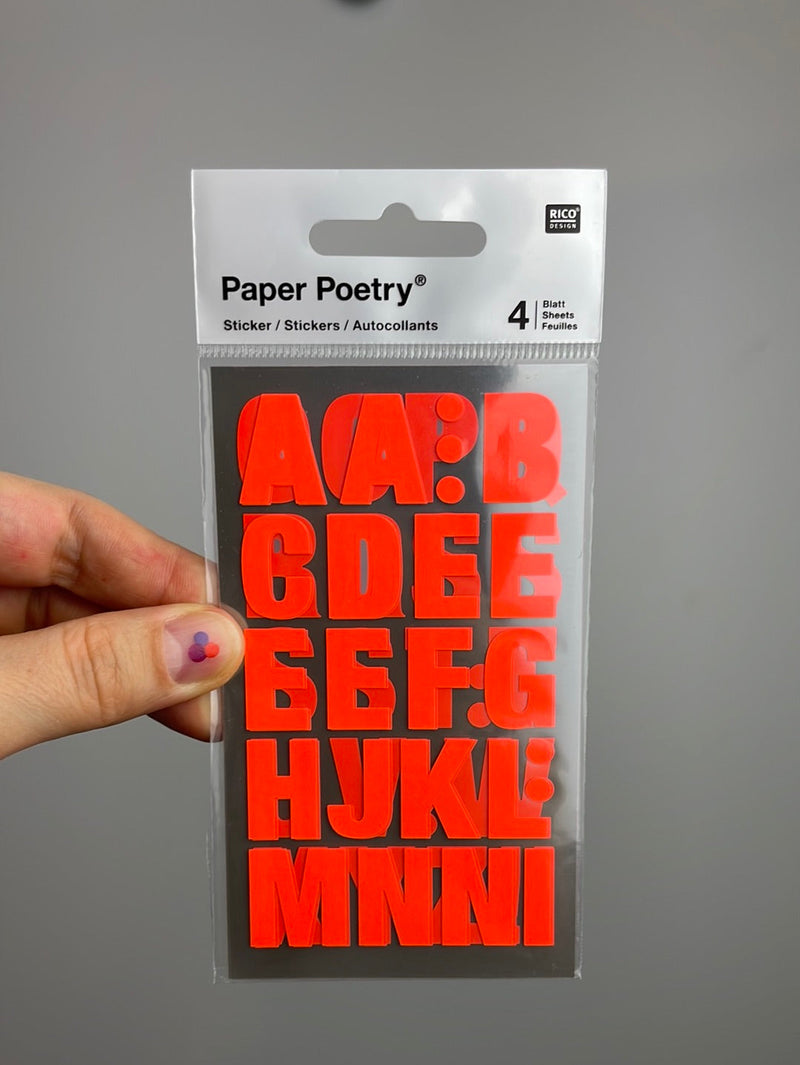 RICO®
DESIGN
Paper Poetry®
Sticker / Stickers / Autocollants
4
Blatt
Sheets
Feuilles
A A : B
C D E E
E E F G
H J K L :
M N N I